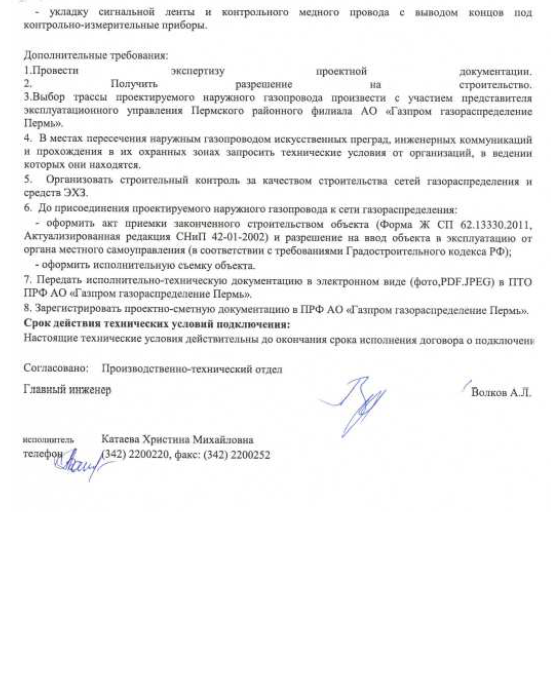 - укладку сигнальной ленты и контрольного медного провода с выводом концов под
контрольно-измерительные приборы.
Дополнительные требования:
1.Провести экспертизу проектной документации.
2. Получить разрешение на строительство.
3.Выбор трассы проектируемого наружного газопровода произвести с участием представителя
эксплуатационного управления Пермского районного филиала АО «Газпром газораспределение
Пермь».
4. В местах пересечения наружным газопроводом искусственных преград, инженерных коммуникаций
и прохождения в их охранных зонах запросить технические условия от организаций, в ведении
которых они находятся.
5. Организовать строительный контроль за качеством строительства сетей газораспределения и
средств ЭХЗ.
6. До присоединения проектируемого наружного газопровода к сети газораспределения:
- оформить акт приемки законченного строительством объекта (Форма Ж СП 62.13330.2011,
Актуализированная редакция СНиП 42-01-2002) и разрешение на ввод объекта в эксплуатацию от
органа местного самоуправления (в соответствии с требованиями Градостроительного кодекса РФ);
- оформить исполнительную съемку объекта.
7. Передать исполнительно-техническую документацию в электронном виде (фото,PDF.JPEG) в ПТО
ПРФ АО «Газпром газораспределение Пермь».
8. Зарегистрировать проектно-сметную документацию в ПРФ АО «Газпром газораспределение Пермь».
Срок действия технических условий подключения:
Настоящие технические условия действительны до окончания срока исполнения договора о подключени
Согласовано: Производственно-технический отдел
Главный инженер Волков А.Л.
исполнитель Катаева Христина Михайловна
телефон (342) 2200220, факс: (342) 2200252